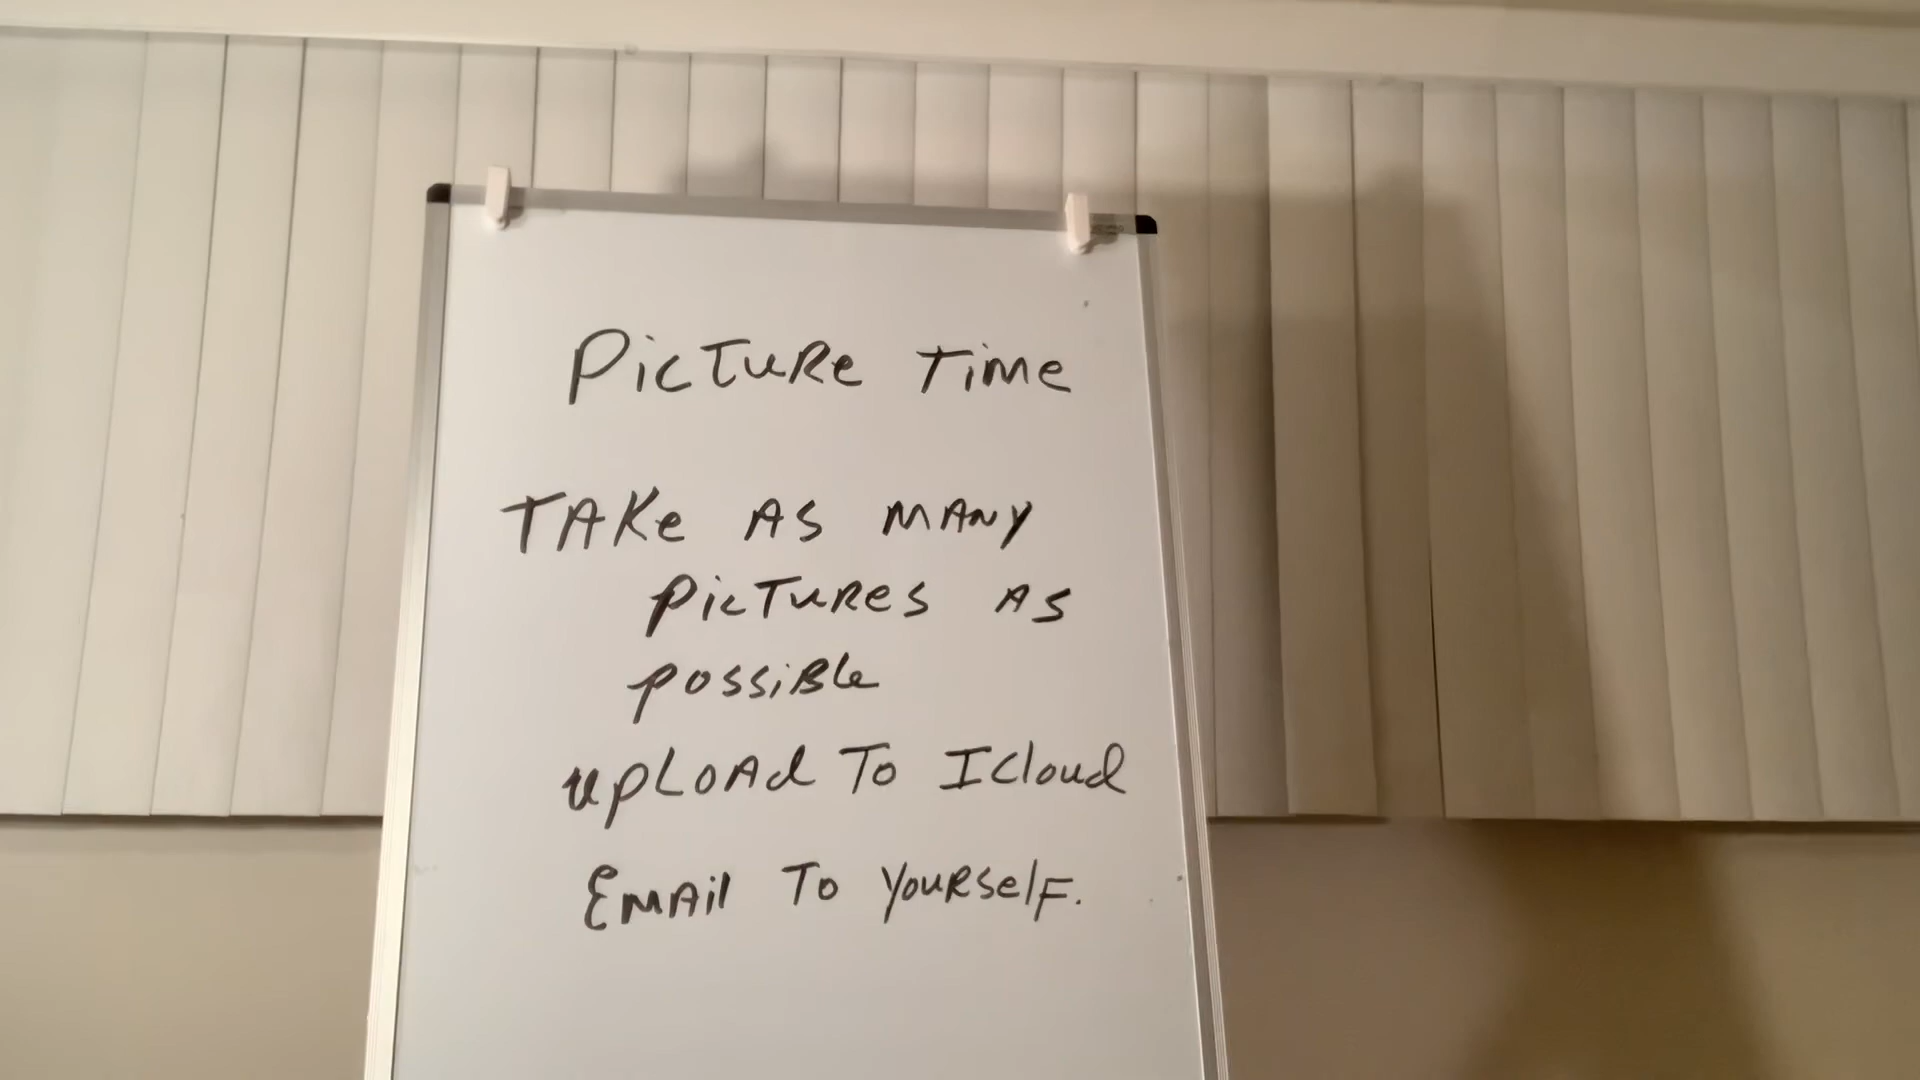 Picture Time
Take as many
pictures as
possible
upload to ICloud
Email to yourself.